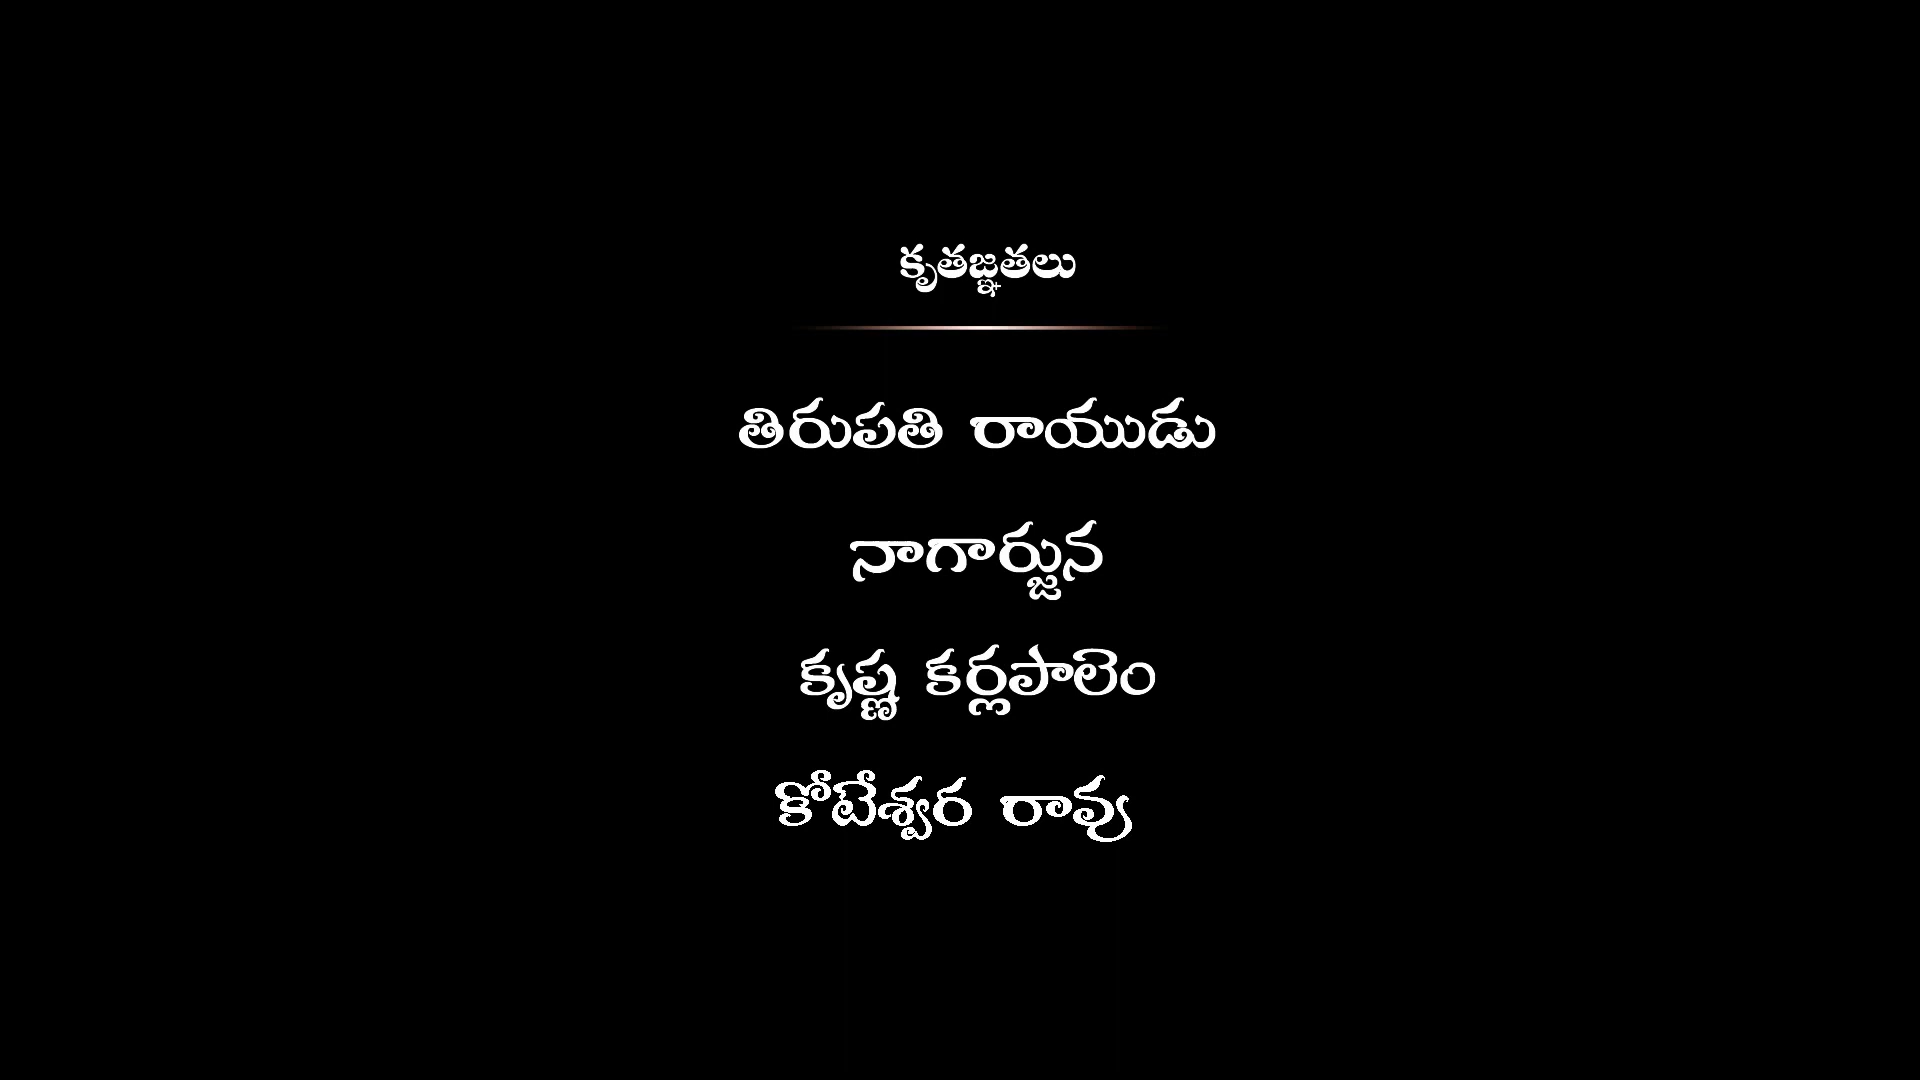 కృతజ్ఞతలు
తిరుపతి రాయుడు
నాగార్జున
కృష్ణ కర్లపాలెం
కోటేశ్వర రావు